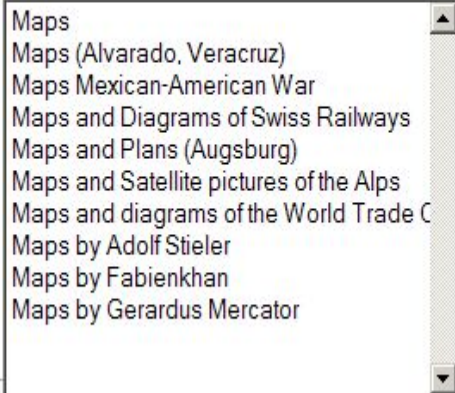 Maps
Maps (Alvarado, Veracruz)
Maps Mexican-American War
Maps and Diagrams of Swiss Railways
Maps and Plans (Augsburg)
Maps and Satellite pictures of the Alps
Maps and diagrams of the World Trade C
Maps by Adolf Stieler
Maps by Fabienkhan
Maps by Gerardus Mercator